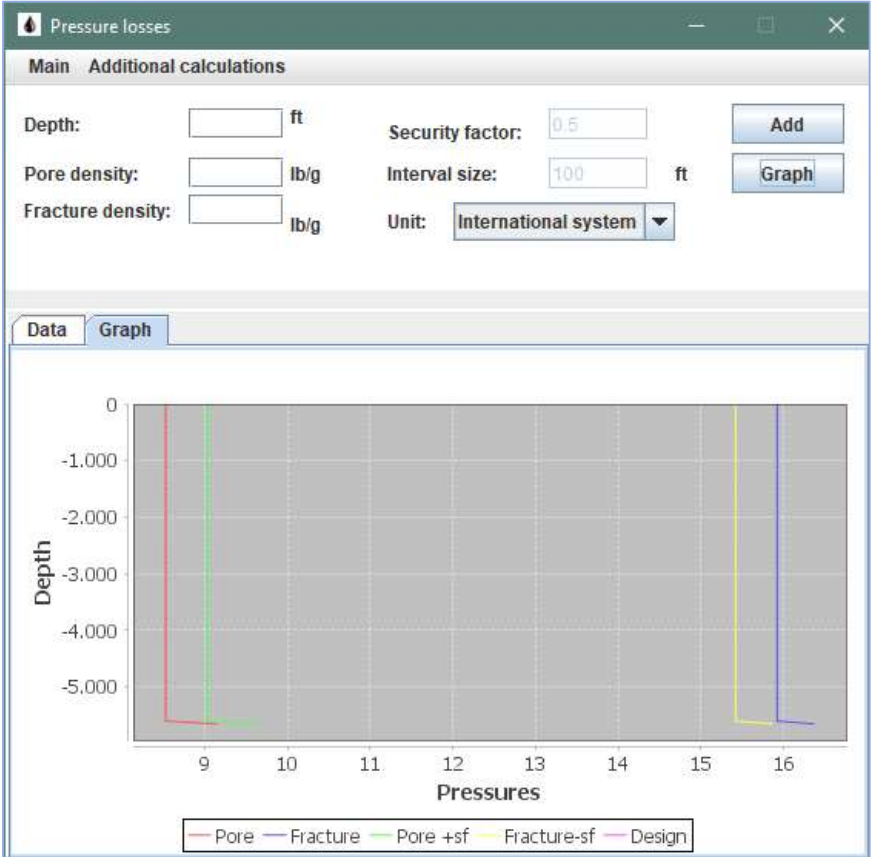 Pressure losses
Main Additional calculations
Depth: ft Security factor: 0.5 Add
Pore density: lb/g Interval size: 100 ft Graph
Fracture density: lb/g Unit: International system
Data Graph
0
-1.000
-2.000
-3.000
-4.000
-5.000
Depth
9 10 11 12 13 14 15 16
Pressures
Pore Fracture Pore +sf Fracture-sf Design